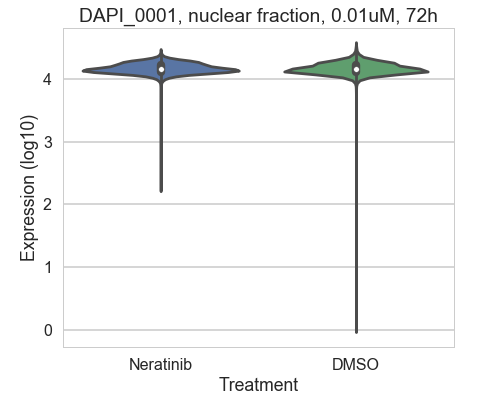 DAPI_0001, nuclear fraction, 0.01uM, 72h
Expression (log10)
4
3
2
1
0
Neratinib DMSO
Treatment